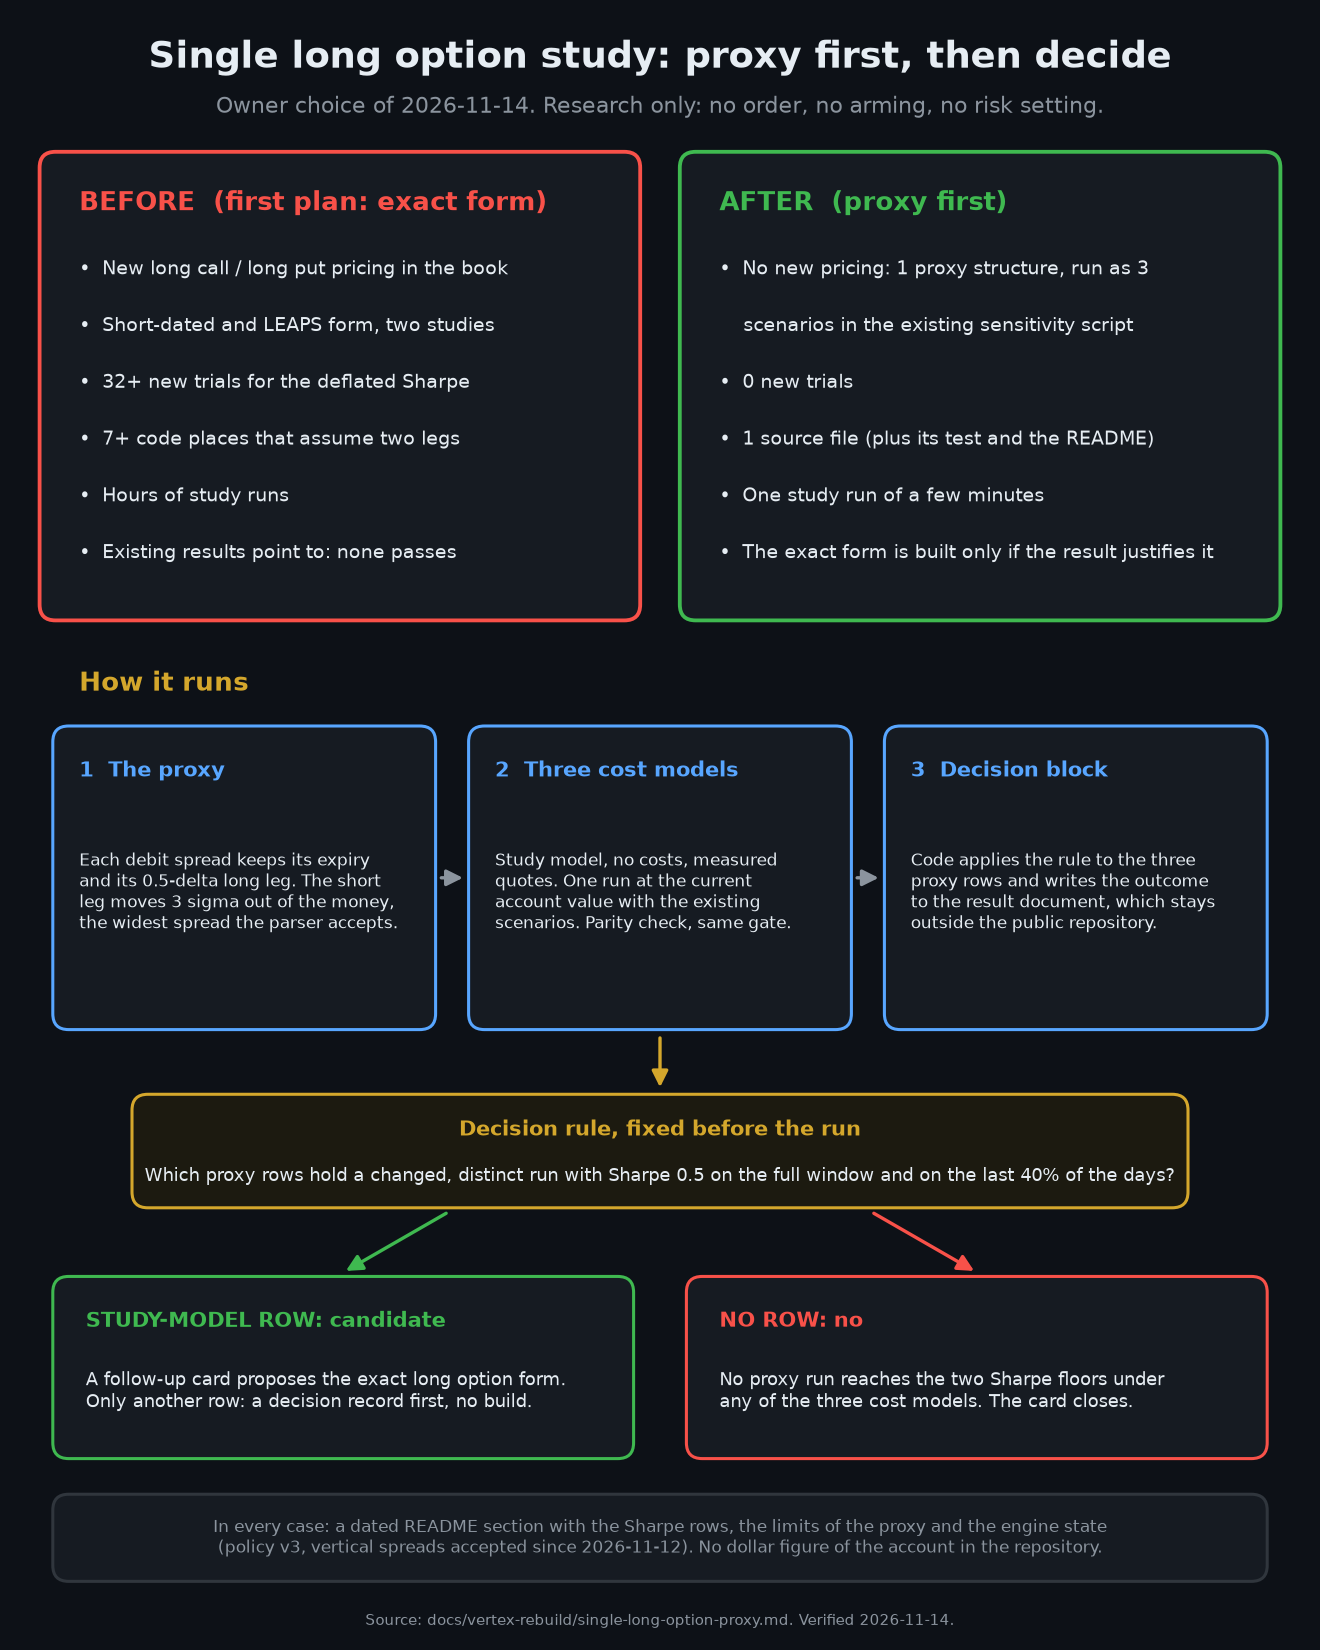 Single long option study: proxy first, then decide
Owner choice of 2026-11-14. Research only: no order, no arming, no risk setting.
BEFORE  (first plan: exact form)
• New long call / long put pricing in the book
• Short-dated and LEAPS form, two studies
• 32+ new trials for the deflated Sharpe
• 7+ code places that assume two legs
• Hours of study runs
• Existing results point to: none passes
AFTER  (proxy first)
• No new pricing: 1 proxy structure, run as 3
scenarios in the existing sensitivity script
• 0 new trials
• 1 source file (plus its test and the README)
• One study run of a few minutes
• The exact form is built only if the result justifies it
How it runs
1  The proxy
Each debit spread keeps its expiry
and its 0.5-delta long leg. The short
leg moves 3 sigma out of the money,
the widest spread the parser accepts.
2  Three cost models
Study model, no costs, measured
quotes. One run at the current
account value with the existing
scenarios. Parity check, same gate.
3  Decision block
Code applies the rule to the three
proxy rows and writes the outcome
to the result document, which stays
outside the public repository.
Decision rule, fixed before the run
Which proxy rows hold a changed, distinct run with Sharpe 0.5 on the full window and on the last 40% of the days?
STUDY-MODEL ROW: candidate
A follow-up card proposes the exact long option form.
Only another row: a decision record first, no build.
NO ROW: no
No proxy run reaches the two Sharpe floors under
any of the three cost models. The card closes.
In every case: a dated README section with the Sharpe rows, the limits of the proxy and the engine state
(policy v3, vertical spreads accepted since 2026-11-12). No dollar figure of the account in the repository.
Source: docs/vertex-rebuild/single-long-option-proxy.md. Verified 2026-11-14.